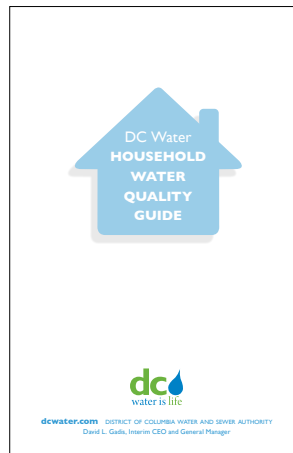 DC Water
HOUSEHOLD
WATER
QUALITY
GUIDE
dc
water is life
dcwater.com DISTRICT OF COLUMBIA WATER AND SEWER AUTHORITY
David L. Gadis, Interim CEO and General Manager